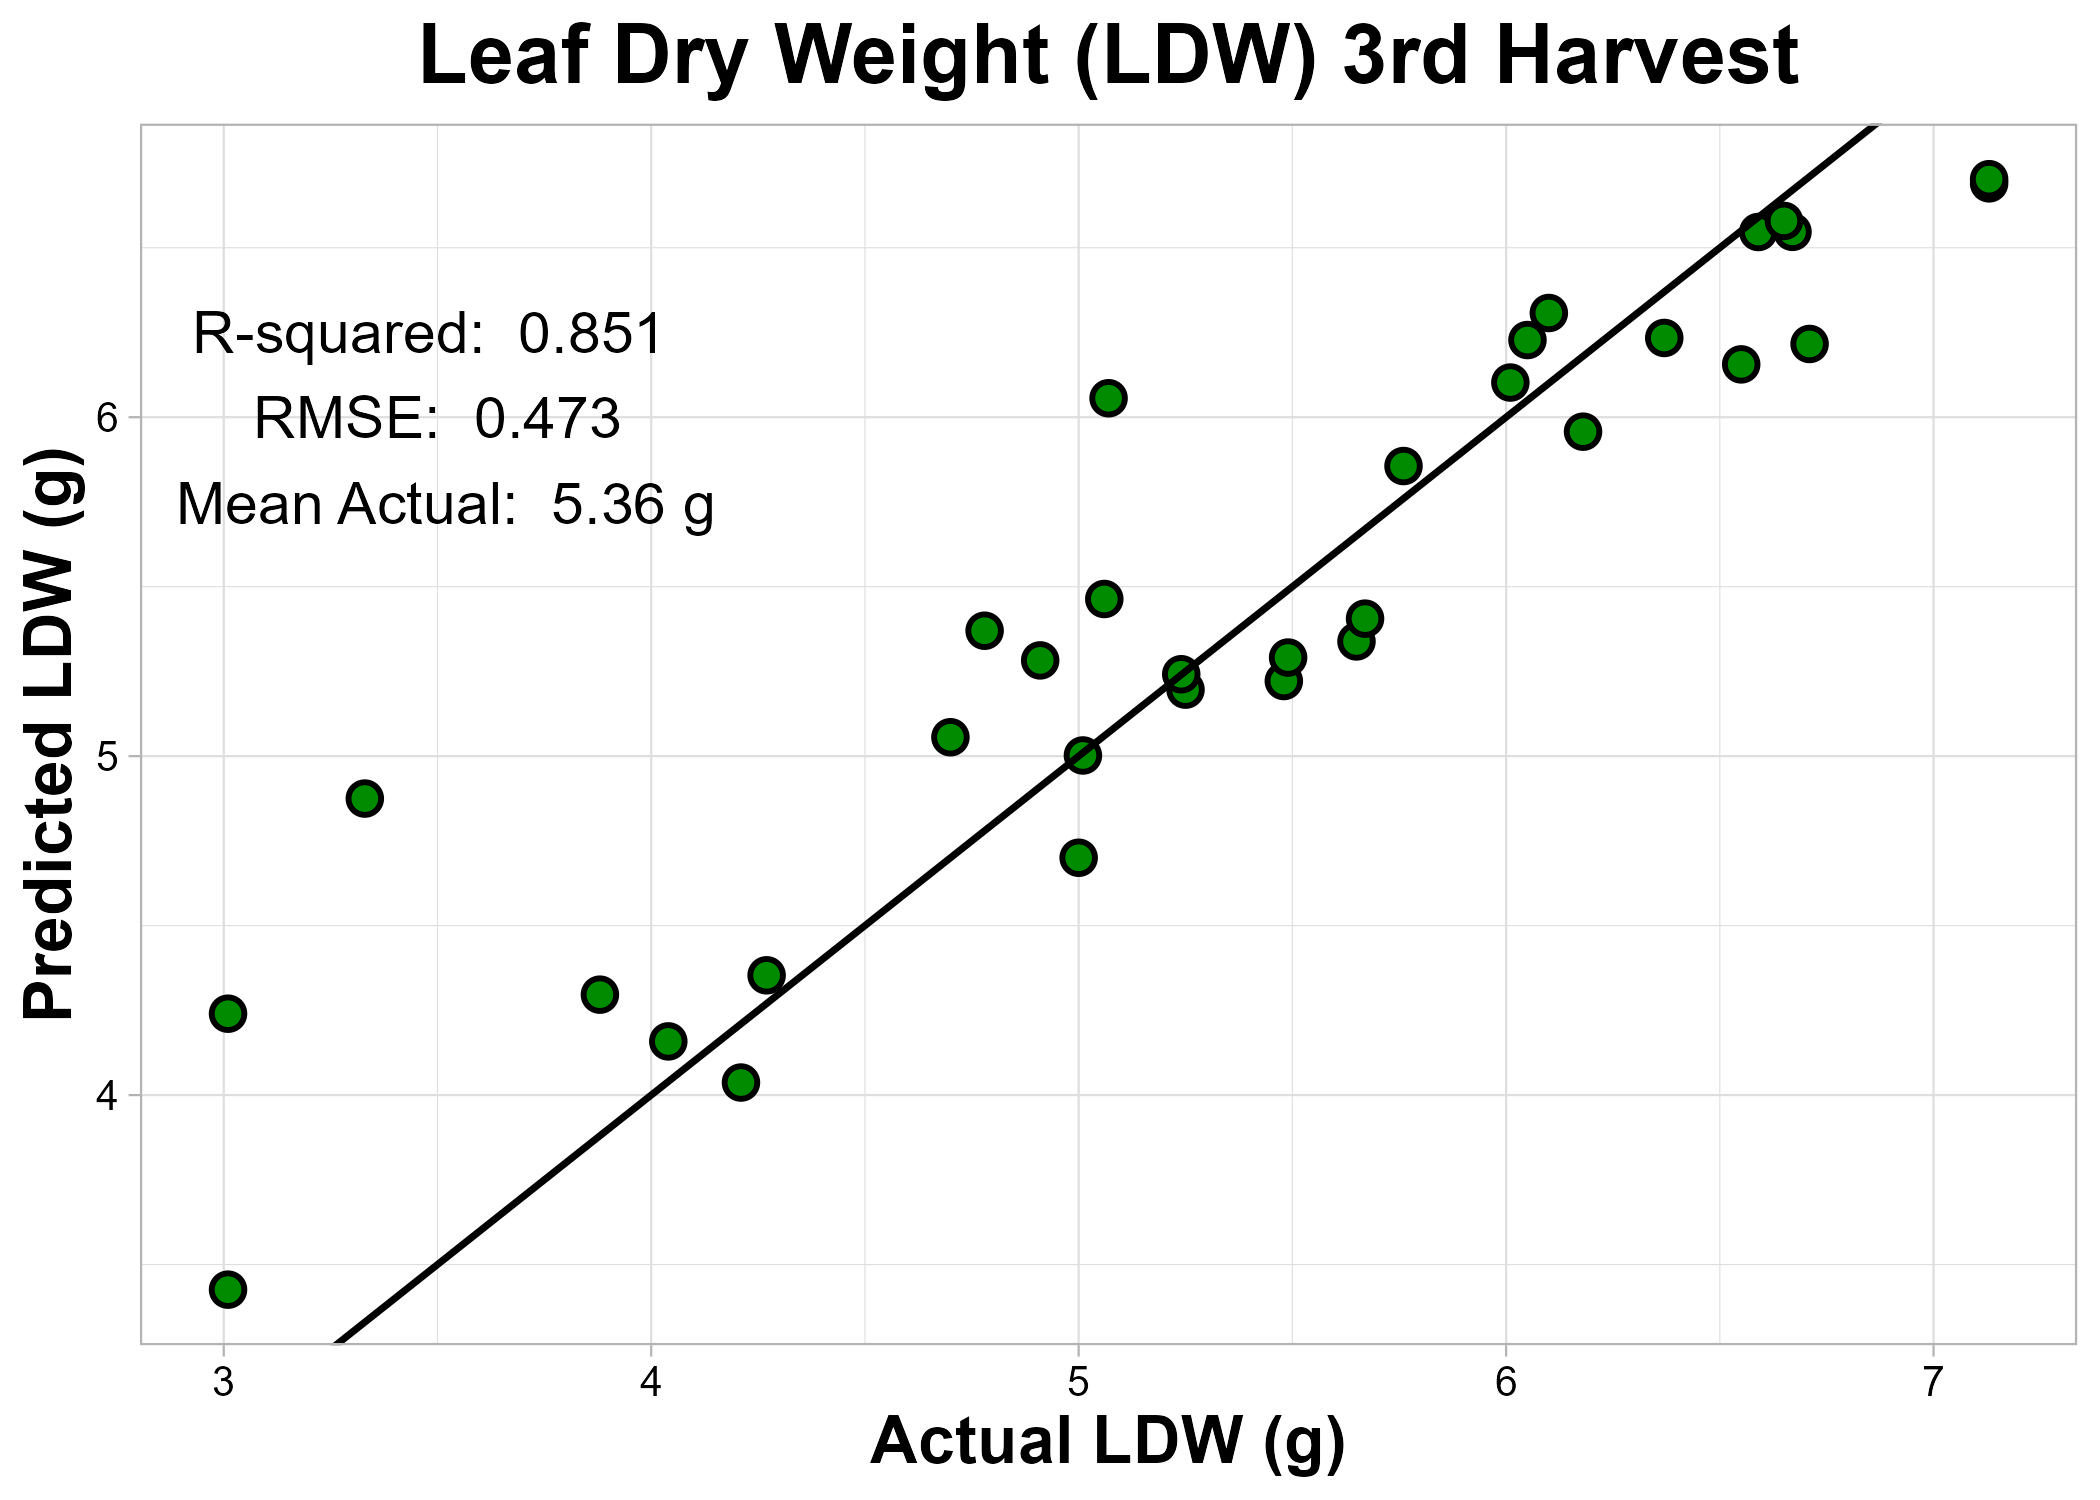 Leaf Dry Weight (LDW) 3rd Harvest
R-squared: 0.851
RMSE: 0.473
Mean Actual: 5.36 g
Predicted LDW (g)
6
5
4
3 4 5 6 7
Actual LDW (g)